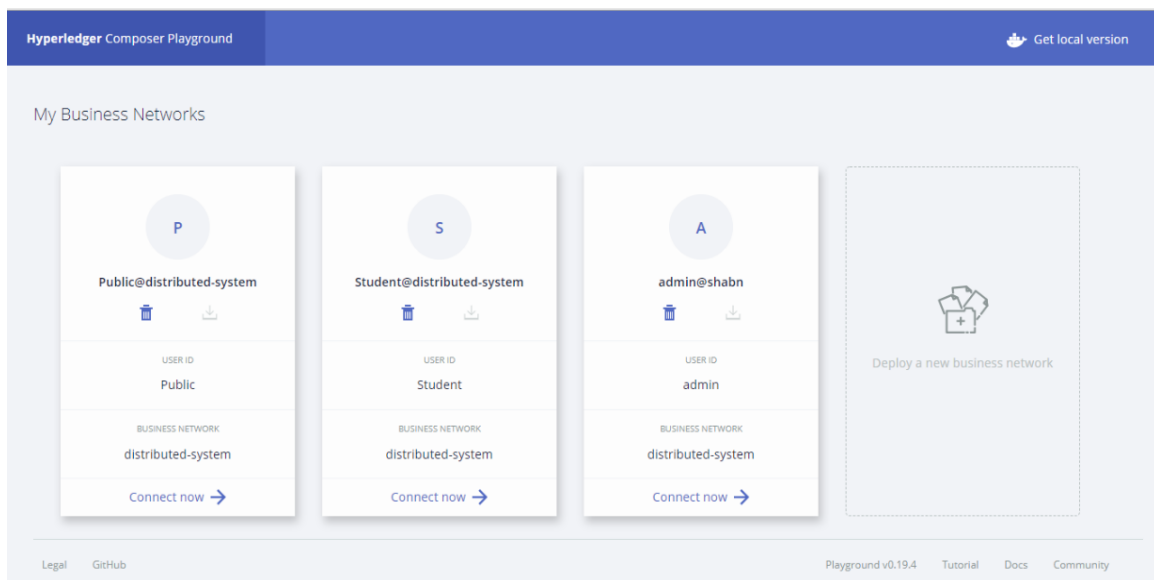 Hyperledger Composer Playground
Get local version
My Business Networks
P
Public@distributed-system
USER ID
Public
BUSINESS NETWORK
distributed-system
Connect now
S
Student@distributed-system
USER ID
Student
BUSINESS NETWORK
distributed-system
Connect now
A
admin@shabn
USER ID
admin
BUSINESS NETWORK
distributed-system
Connect now
Deploy a new business network
Legal GitHub
Playground v0.19.4 Tutorial Docs Community